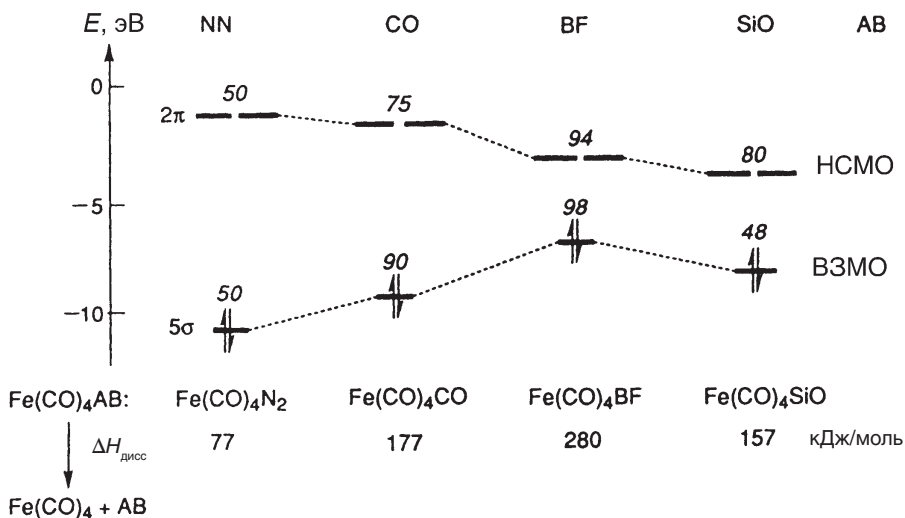 E, эВ NN CO BF SiO AB
0
50
2π
75
94
80
НСМО
−5
98
48
ВЗМО
90
−10
50
5σ
Fe(CO)₄AB: Fe(CO)₄N₂ Fe(CO)₄CO Fe(CO)₄BF Fe(CO)₄SiO
ΔHдисс 77 177 280 157 кДж/моль
Fe(CO)₄ + AB